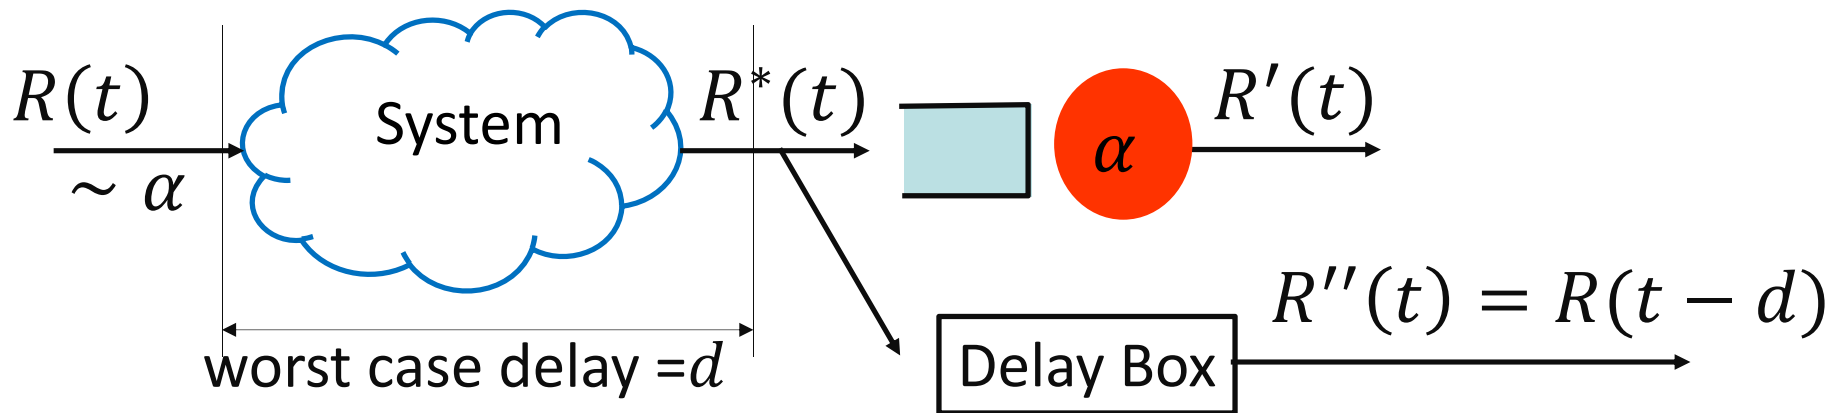 R(t)
~ α
System
R*(t)
α
R′(t)
worst case delay =d
Delay Box
R′′(t) = R(t − d)